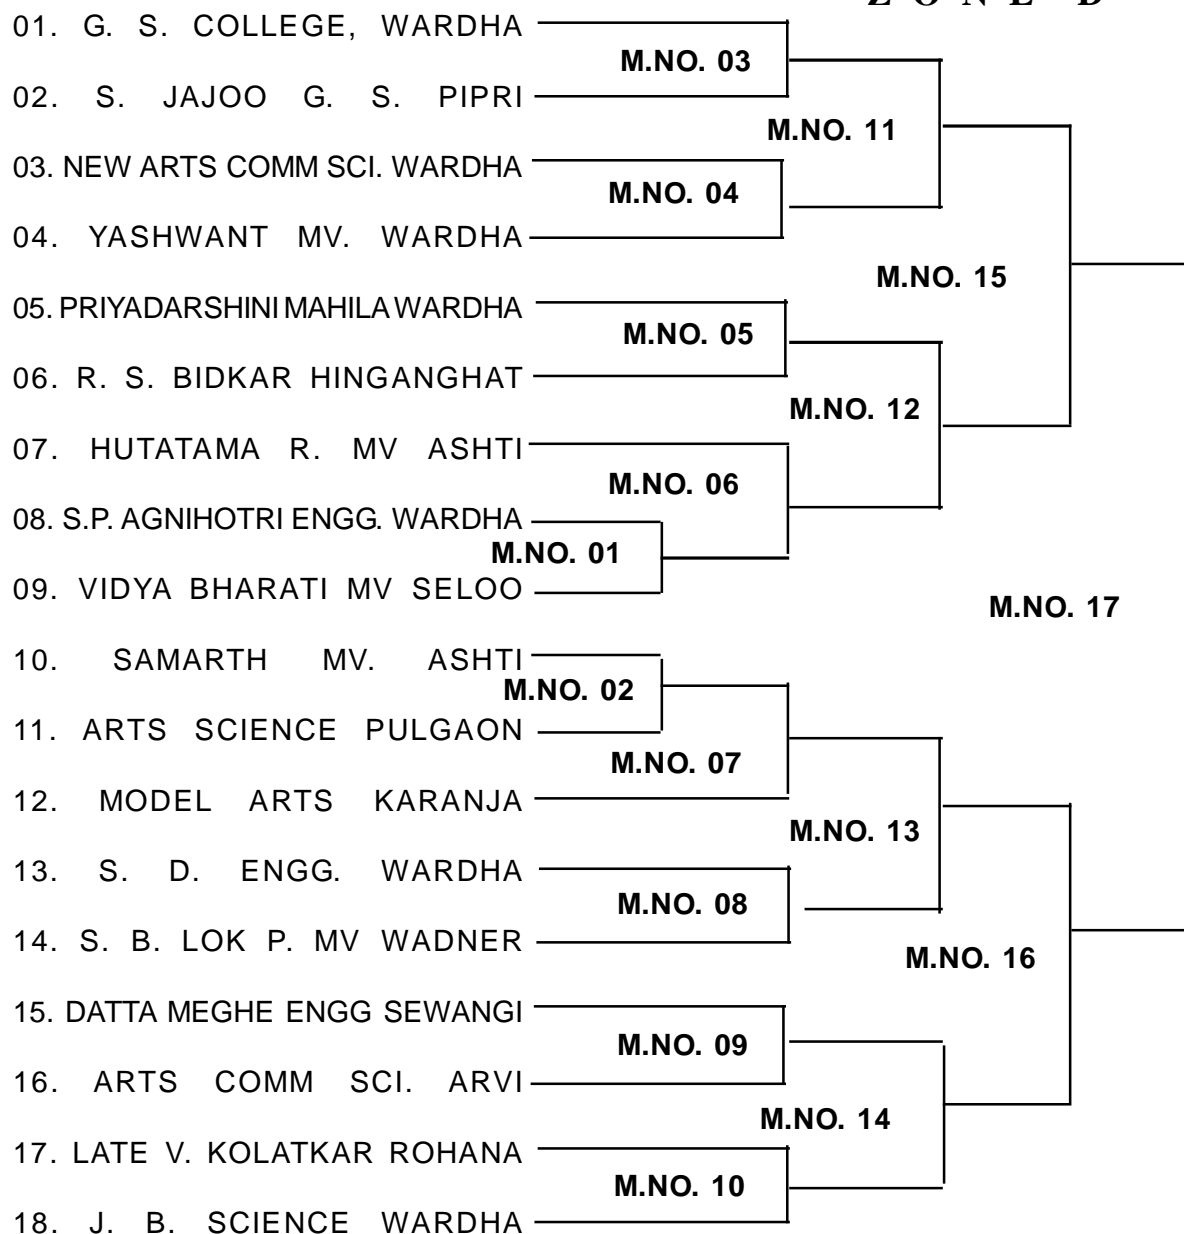 ZONE D
01. G. S. COLLEGE, WARDHA
M.NO. 03
02. S. JAJOO G. S. PIPRI
M.NO. 11
03. NEW ARTS COMM SCI. WARDHA
M.NO. 04
04. YASHWANT MV. WARDHA
M.NO. 15
05. PRIYADARSHINI MAHILA WARDHA
M.NO. 05
06. R. S. BIDKAR HINGANGHAT
M.NO. 12
07. HUTATAMA R. MV ASHTI
M.NO. 06
08. S.P. AGNIHOTRI ENGG. WARDHA
M.NO. 01
09. VIDYA BHARATI MV SELOO
M.NO. 17
10. SAMARTH MV. ASHTI
M.NO. 02
11. ARTS SCIENCE PULGAON
M.NO. 07
12. MODEL ARTS KARANJA
M.NO. 13
13. S. D. ENGG. WARDHA
M.NO. 08
14. S. B. LOK P. MV WADNER
M.NO. 16
15. DATTA MEGHE ENGG SEWANGI
M.NO. 09
16. ARTS COMM SCI. ARVI
M.NO. 14
17. LATE V. KOLATKAR ROHANA
M.NO. 10
18. J. B. SCIENCE WARDHA